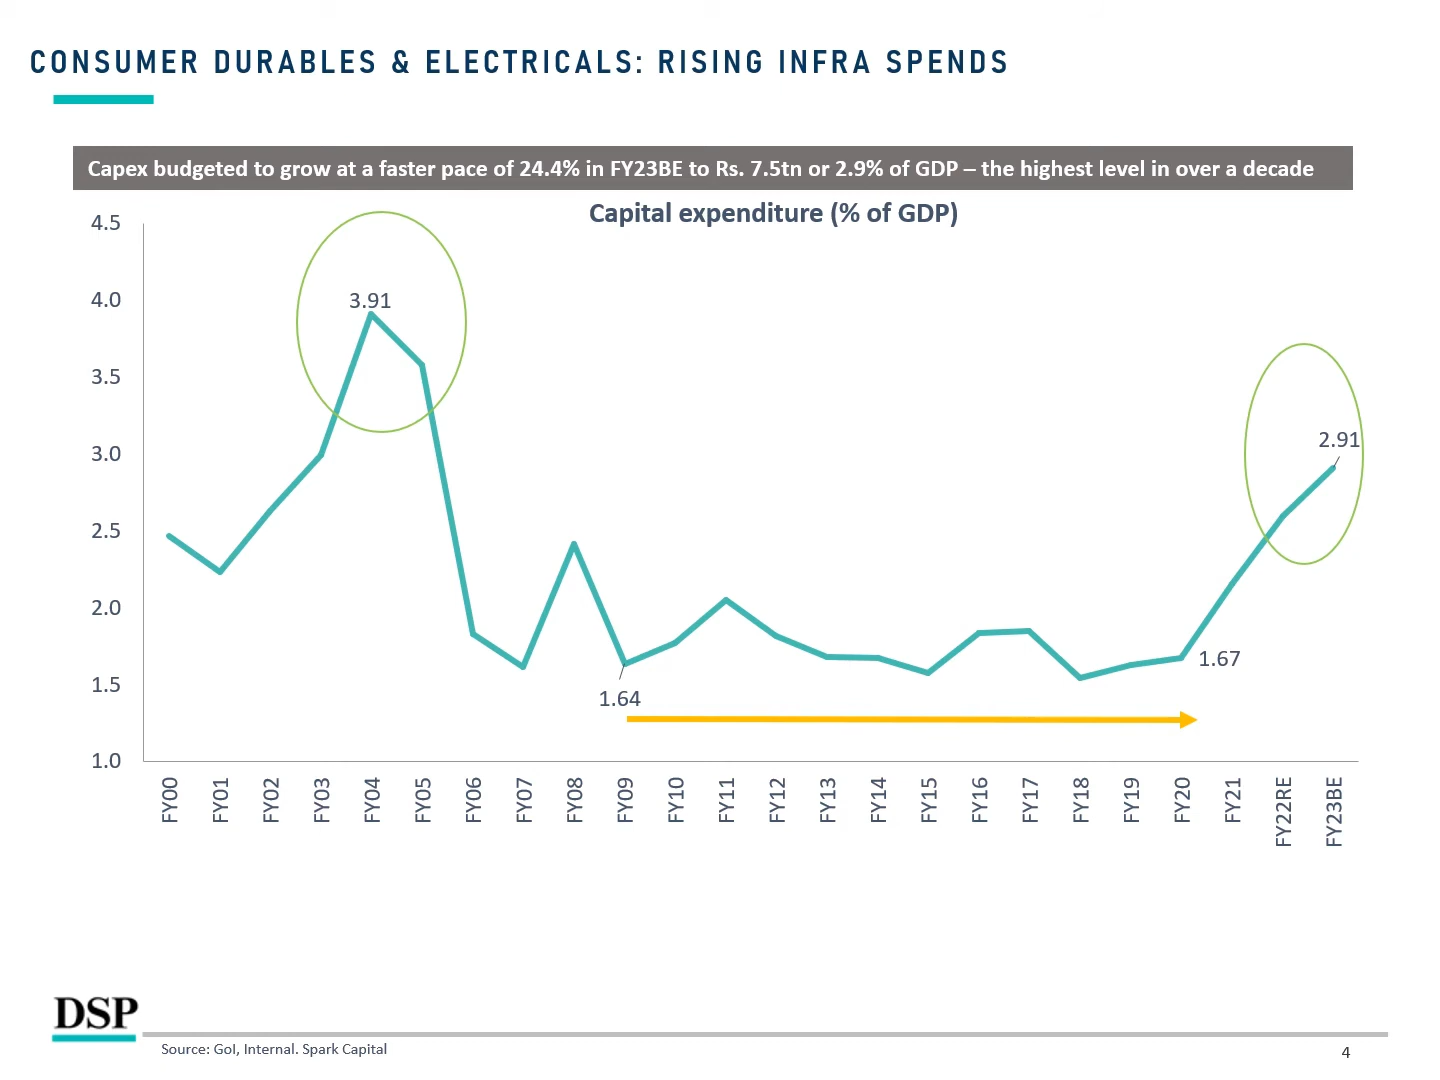 CONSUMER DURABLES & ELECTRICALS: RISING INFRA SPENDS
Capex budgeted to grow at a faster pace of 24.4% in FY23BE to Rs. 7.5tn or 2.9% of GDP – the highest level in over a decade
Capital expenditure (% of GDP)
4.5
4.0
3.5
3.0
2.5
2.0
1.5
1.0
3.91
1.64
1.67
2.91
FY00
FY01
FY02
FY03
FY04
FY05
FY06
FY07
FY08
FY09
FY10
FY11
FY12
FY13
FY14
FY15
FY16
FY17
FY18
FY19
FY20
FY21
FY22RE
FY23BE
DSP
Source: GoI, Internal. Spark Capital
4